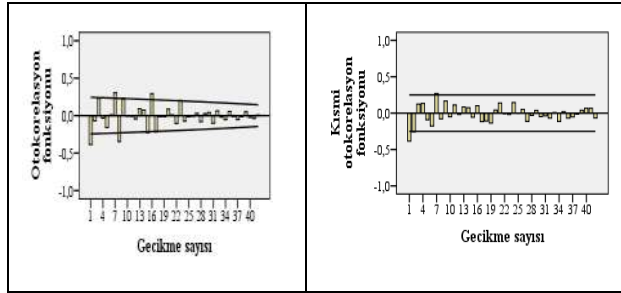 Otokorelasyon
fonksiyonu
1,0
0,5
0,0
-0,5
-1,0
1 4 7 10 13 16 19 22 25 28 31 34 37 40
Gecikme sayısı
Kısmi
otokorelasyon
fonksiyonu
1,0
0,5
0,0
-0,5
-1,0
1 4 7 10 13 16 19 22 25 28 31 34 37 40
Gecikme sayısı